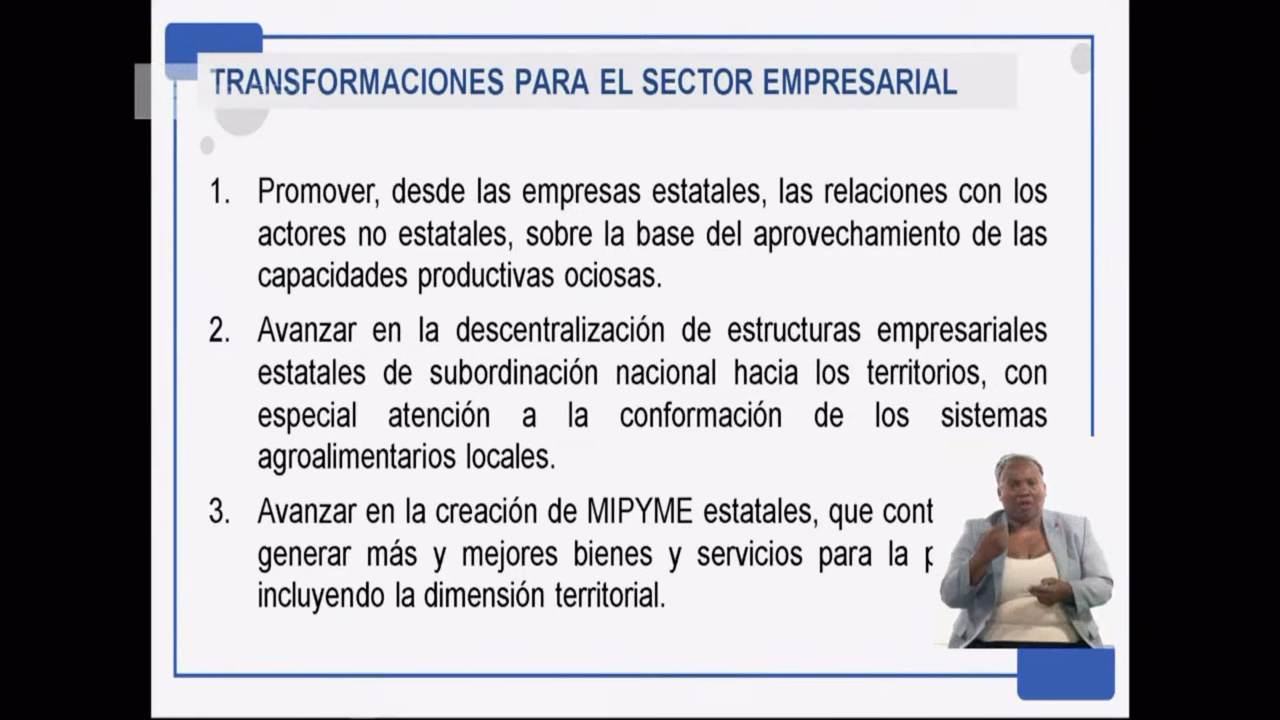 TRANSFORMACIONES PARA EL SECTOR EMPRESARIAL
1. Promover, desde las empresas estatales, las relaciones con los
actores no estatales, sobre la base del aprovechamiento de las
capacidades productivas ociosas.
2. Avanzar en la descentralización de estructuras empresariales
estatales de subordinación nacional hacia los territorios, con
especial atención a la conformación de los sistemas
agroalimentarios locales.
3. Avanzar en la creación de MIPYME estatales, que
generar más y mejores bienes y servicios para la
incluyendo la dimensión territorial.